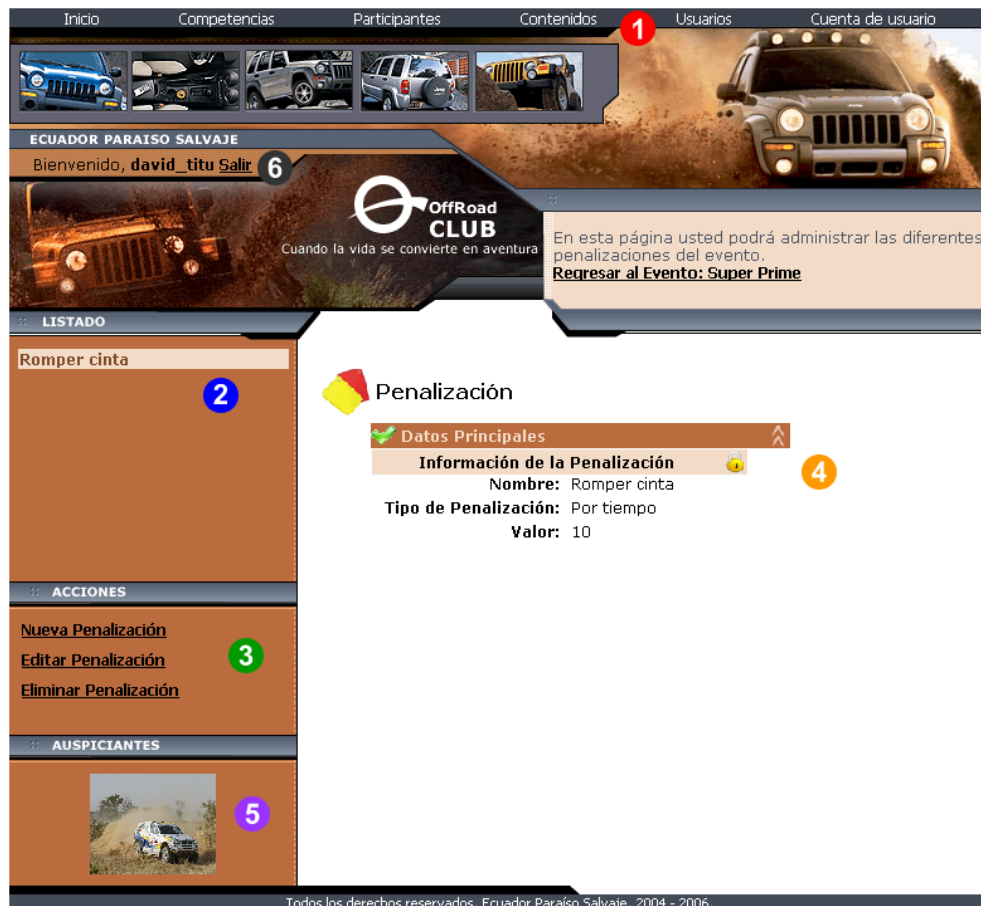 Inicio Competencias Participantes Contenidos Usuarios Cuenta de usuario
1
ECUADOR PARAISO SALVAJE
Bienvenido, david_titu Salir
6
OffRoad
CLUB
Cuando la vida se convierte en aventura
En esta página usted podrá administrar las diferentes
penalizaciones del evento.
Regresar al Evento: Super Prime
LISTADO
Romper cinta
2
Penalización
Datos Principales
Información de la Penalización
4
Nombre: Romper cinta
Tipo de Penalización: Por tiempo
Valor: 10
ACCIONES
Nueva Penalización
Editar Penalización
3
Eliminar Penalización
AUSPICIANTES
5
Todos los derechos reservados. Ecuador Paraíso Salvaje. 2004 - 2006.